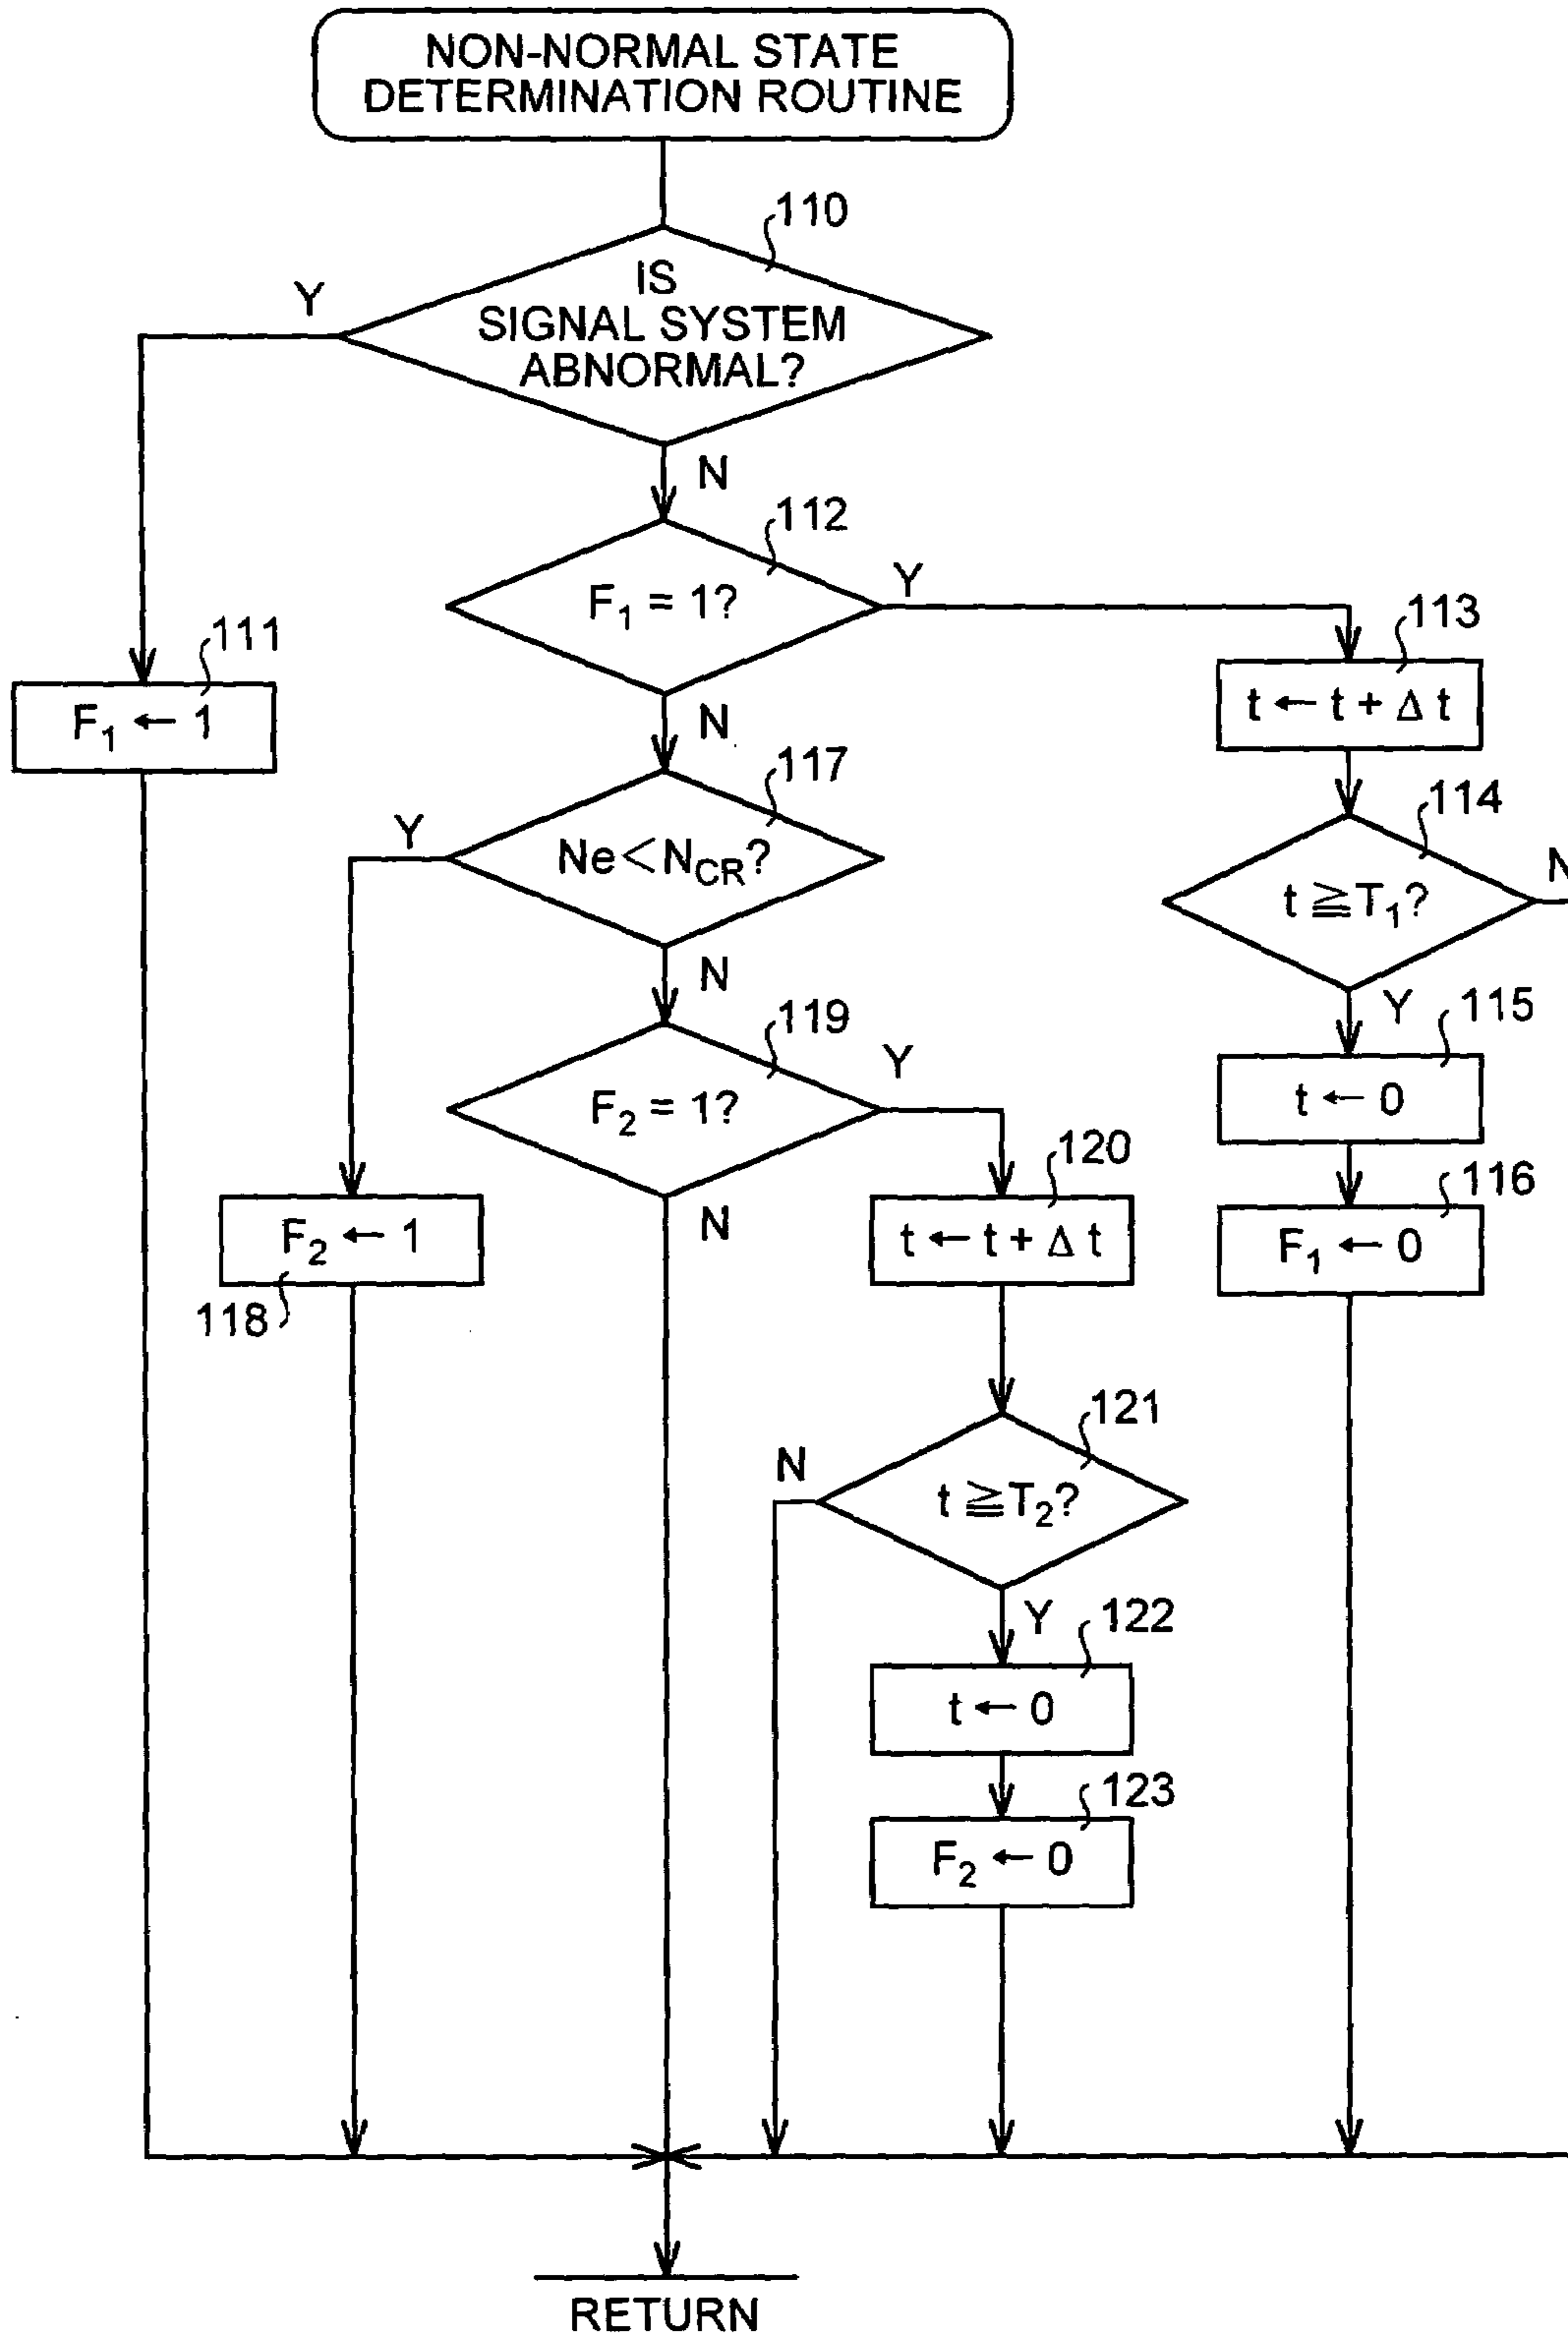 NON-NORMAL STATE
DETERMINATION ROUTINE
110
IS
SIGNAL SYSTEM
ABNORMAL?
Y
N
112
F₁ = 1?
Y
N
111
F₁ ← 1
113
t ← t + Δ t
117
Ne<N_CR?
Y
N
114
t ≧ T₁?
N
Y
119
F₂ = 1?
Y
N
115
t ← 0
118
F₂ ← 1
120
t ← t + Δ t
116
F₁ ← 0
121
t ≧ T₂?
N
Y
122
t ← 0
123
F₂ ← 0
RETURN